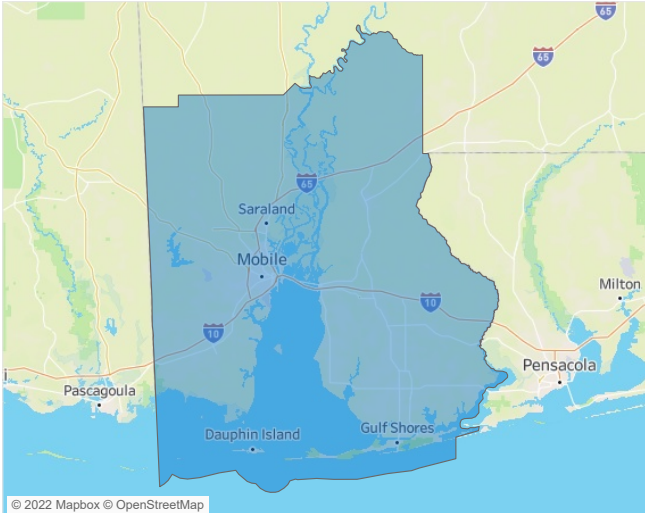 65
65
65
Saraland
Mobile
10
10
Milton
i
Pensacola
Pascagoula
Gulf Shores
Dauphin Island
© 2022 Mapbox © OpenStreetMap